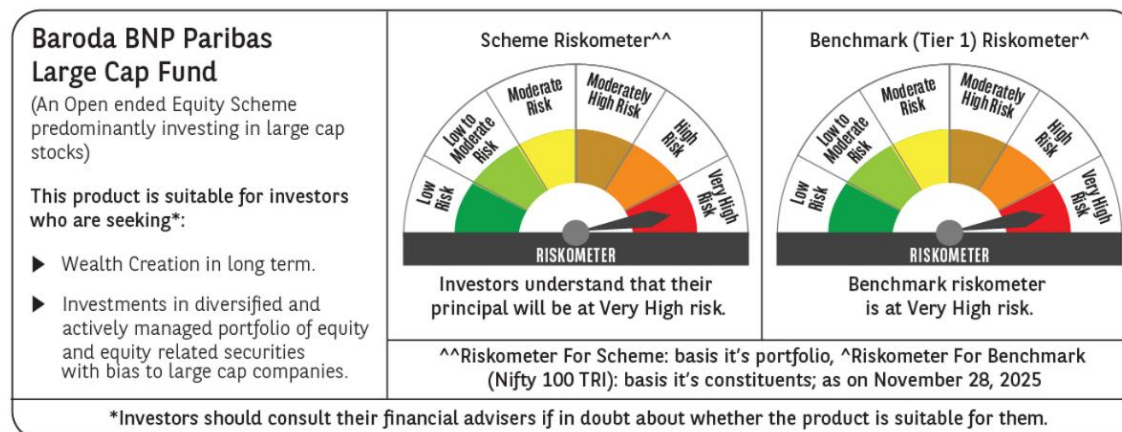 Baroda BNP Paribas
Large Cap Fund
(An Open ended Equity Scheme
predominantly investing in large cap
stocks)
This product is suitable for investors
who are seeking*:
▶ Wealth Creation in long term.
▶ Investments in diversified and
actively managed portfolio of equity
and equity related securities
with bias to large cap companies.
Scheme Riskometer^^
Low
Risk
Low to
Moderate
Risk
Moderate
Risk
Moderately
High Risk
High
Risk
Very High
Risk
RISKOMETER
Investors understand that their
principal will be at Very High risk.
Benchmark (Tier 1) Riskometer^
Low
Risk
Low to
Moderate
Risk
Moderate
Risk
Moderately
High Risk
High
Risk
Very High
Risk
RISKOMETER
Benchmark riskometer
is at Very High risk.
^^Riskometer For Scheme: basis it's portfolio, ^Riskometer For Benchmark
(Nifty 100 TRI): basis it's constituents; as on November 28, 2025
*Investors should consult their financial advisers if in doubt about whether the product is suitable for them.